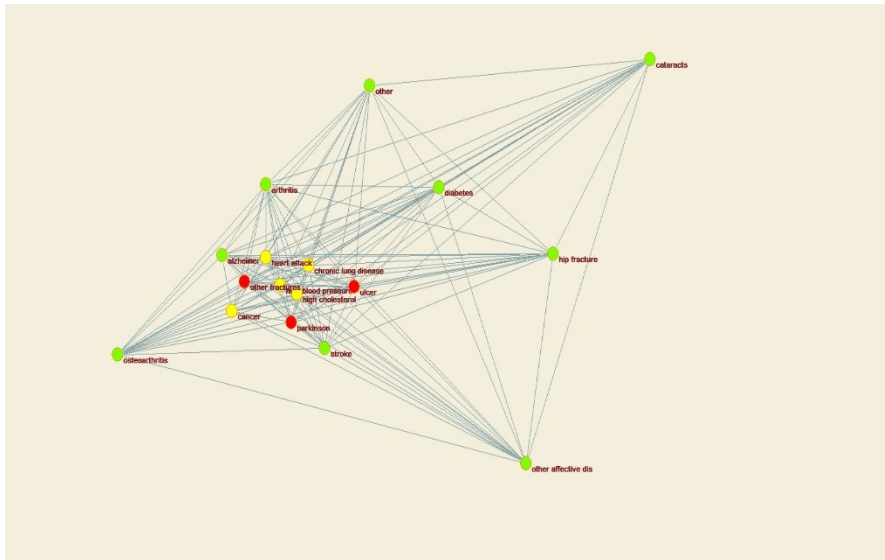 cataracts
other
arthritis
diabetes
alzheimer
heart attack
hip fracture
chronic lung disease
other fractures
blood pressure
ulcer
high cholesterol
cancer
parkinson
stroke
osteoarthritis
other affective dis